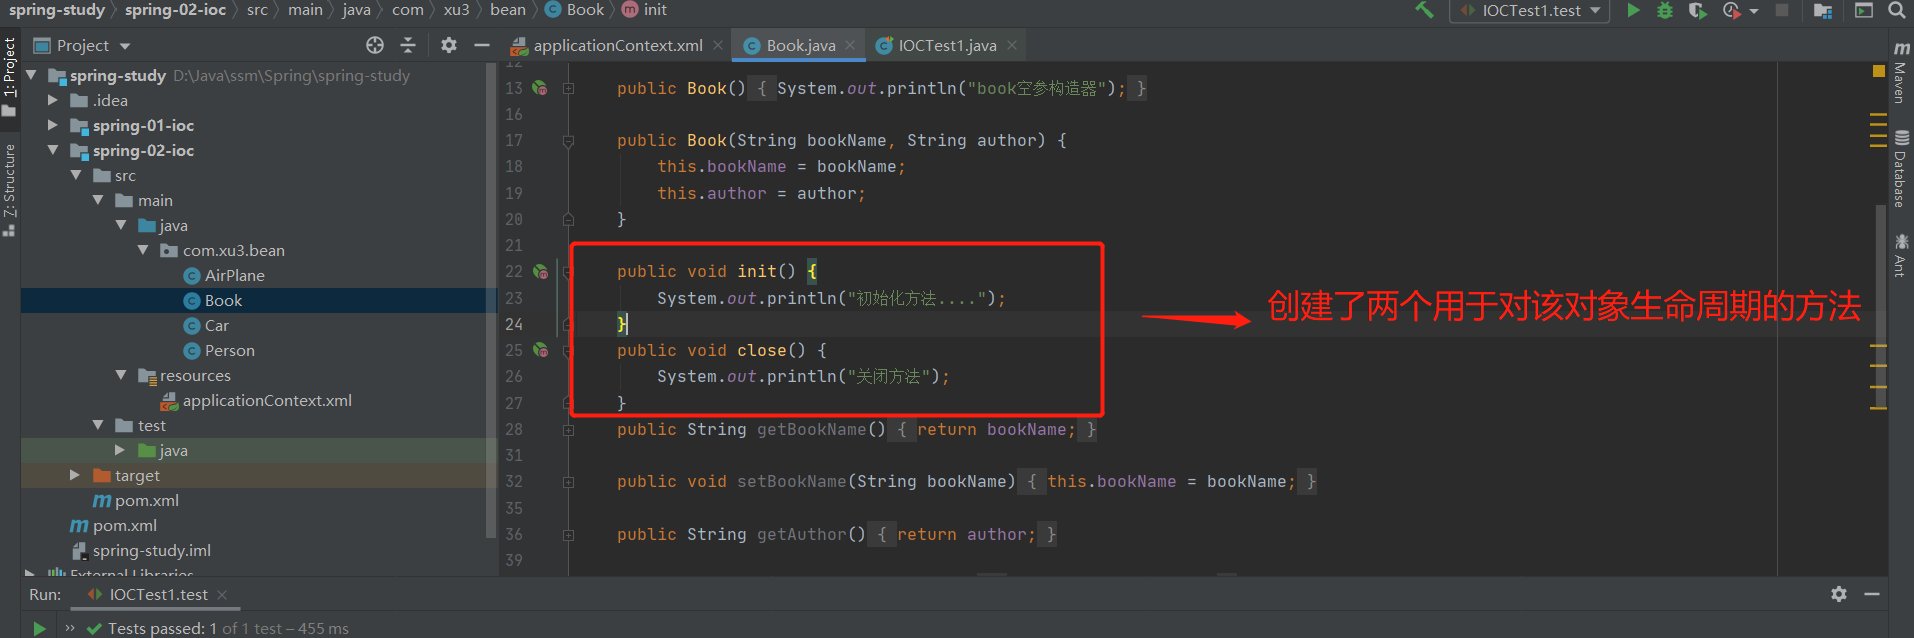 spring-study 〉 spring-02-ioc 〉 src 〉 main 〉 java 〉 com 〉 xu3 〉 bean 〉 Book 〉 init
IOCTest1.test
Project
applicationContext.xml
Book.java
IOCTest1.java
1: Project
Z: Structure
spring-study D:\Java\ssm\Spring\spring-study
.idea
spring-01-ioc
spring-02-ioc
src
main
java
com.xu3.bean
AirPlane
Book
Car
Person
resources
applicationContext.xml
test
java
target
pom.xml
pom.xml
spring-study.iml
External Libraries
12
13 public Book() { System.out.println("book空参构造器"); }
16
17 public Book(String bookName, String author) {
18 this.bookName = bookName;
19 this.author = author;
20 }
21
22 public void init() {
23 System.out.println("初始化方法....");
24 }
25 public void close() {
26 System.out.println("关闭方法");
27 }
28 public String getBookName() { return bookName; }
31
32 public void setBookName(String bookName) { this.bookName = bookName; }
35
36 public String getAuthor() { return author; }
39
创建了两个用于对该对象生命周期的方法
Maven
Database
Ant
Run: IOCTest1.test
Tests passed: 1 of 1 test – 455 ms